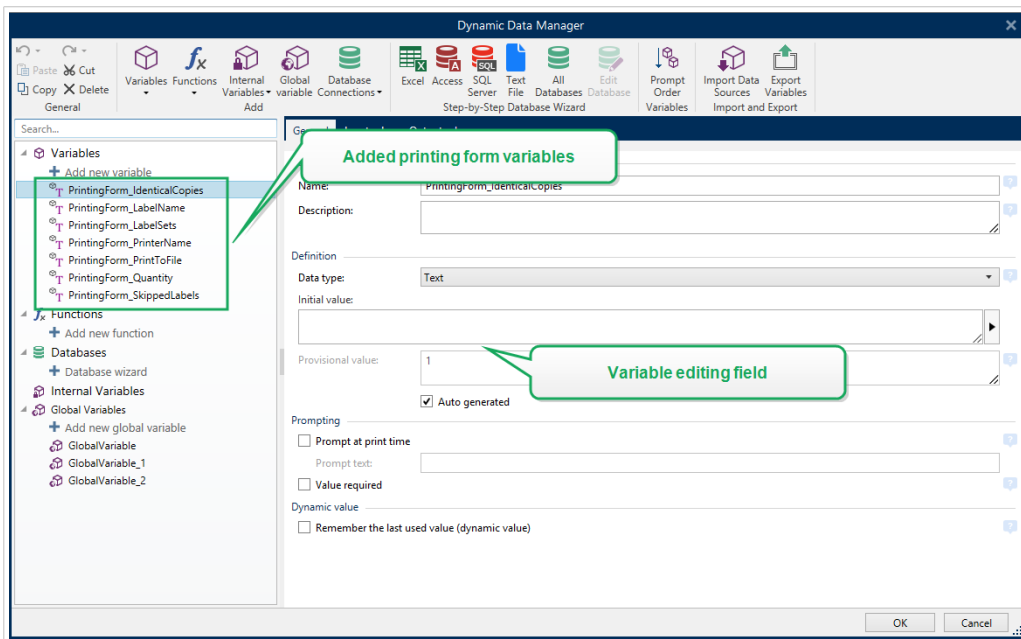 Dynamic Data Manager
Paste Cut
Copy Delete
General
Variables Functions Internal Variables Global variable Database Connections
Add
Excel Access SQL Server Text File All Databases Edit Database
Step-by-Step Database Wizard
Prompt Order
Variables
Import Data Sources Export Variables
Import and Export
Search...
Variables
Add new variable
PrintingForm_IdenticalCopies
PrintingForm_LabelName
PrintingForm_LabelSets
PrintingForm_PrinterName
PrintingForm_PrintToFile
PrintingForm_Quantity
PrintingForm_SkippedLabels
Functions
Add new function
Databases
Database wizard
Internal Variables
Global Variables
Add new global variable
GlobalVariable
GlobalVariable_1
GlobalVariable_2
Added printing form variables
Name: PrintingForm_IdenticalCopies
Description:
Definition
Data type: Text
Initial value:
Provisional value: 1
Variable editing field
Auto generated
Prompting
Prompt at print time
Prompt text:
Value required
Dynamic value
Remember the last used value (dynamic value)
OK Cancel